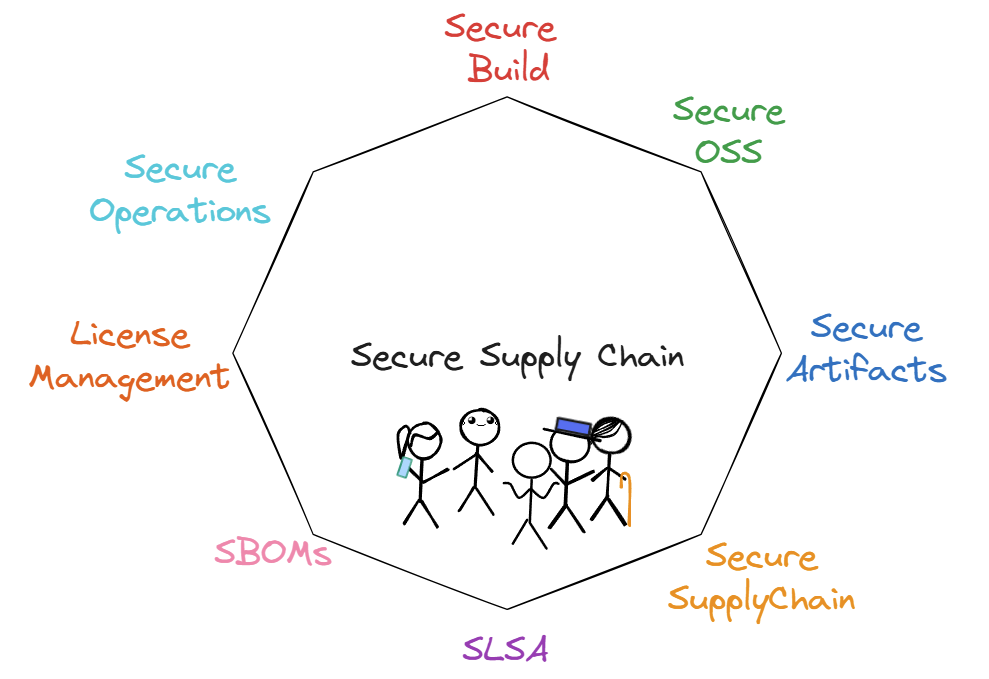 Secure
Build
Secure
OSS
Secure
Operations
License
Management
Secure Supply Chain
Secure
Artifacts
SBOMs
Secure
SupplyChain
SLSA